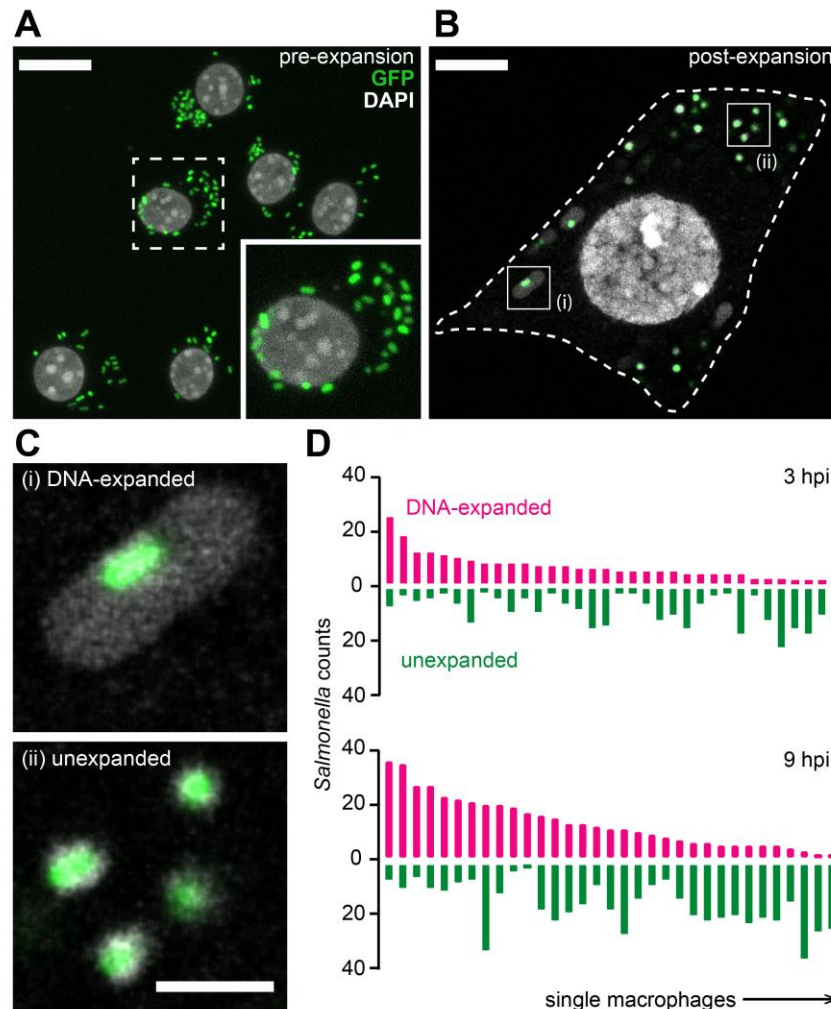 A
pre-expansion
GFP
DAPI
B
post-expansion
(ii)
(i)
C
(i) DNA-expanded
(ii) unexpanded
D
3 hpi
DNA-expanded
unexpanded
40
20
0
20
40
Salmonella counts
9 hpi
40
20
0
20
40
single macrophages